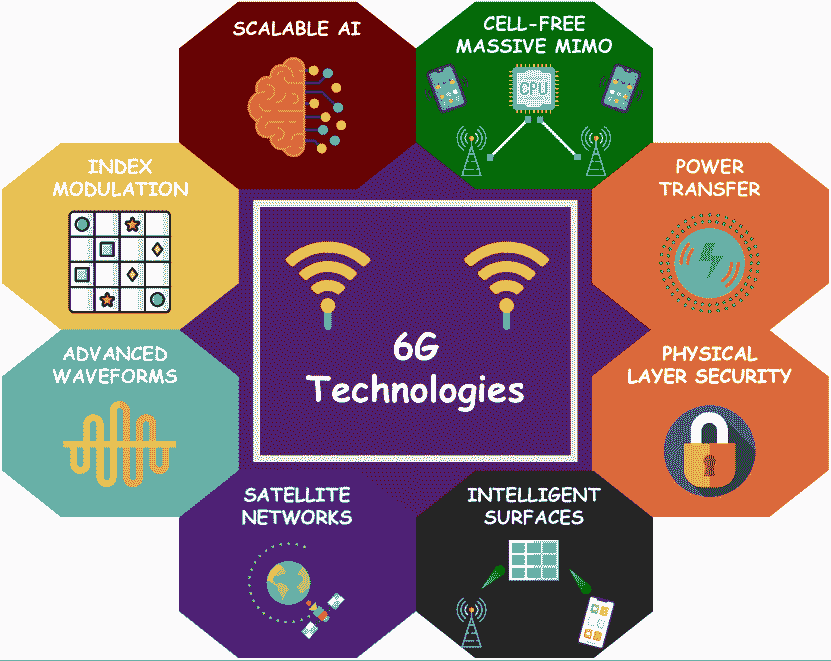 SCALABLE AI
CELL-FREE
MASSIVE MIMO
CPU
INDEX
MODULATION
POWER
TRANSFER
6G
Technologies
ADVANCED
WAVEFORMS
PHYSICAL
LAYER SECURITY
SATELLITE
NETWORKS
INTELLIGENT
SURFACES